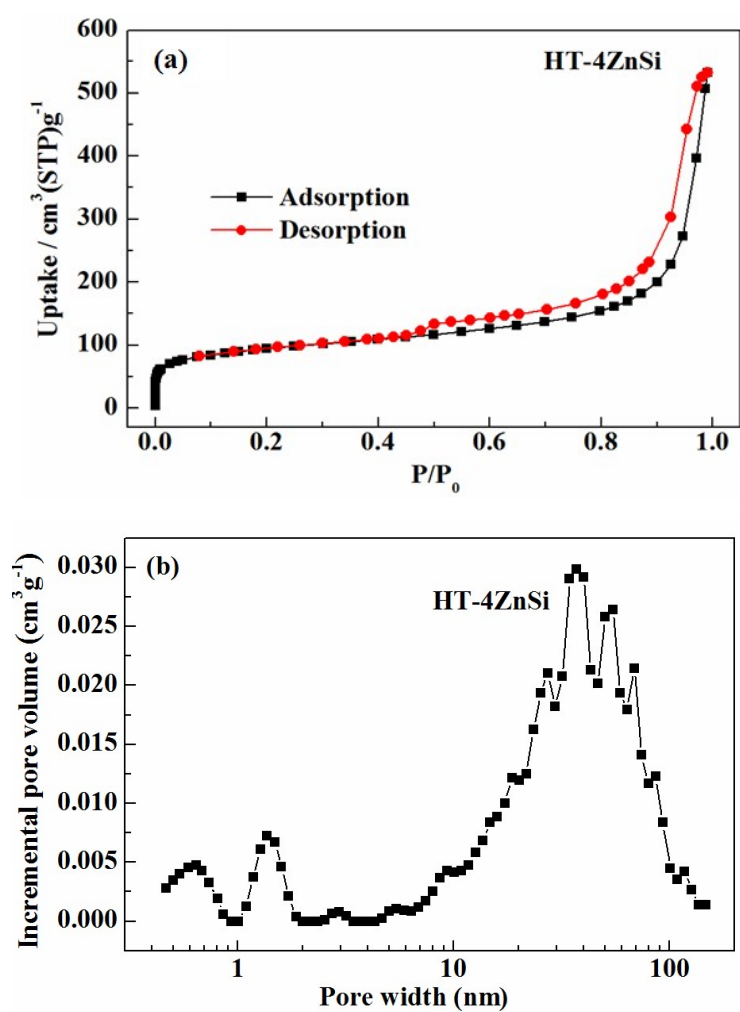 (a)
HT-4ZnSi
Adsorption
Desorption
Uptake / cm³(STP)g⁻¹
600
500
400
300
200
100
0
0.0 0.2 0.4 0.6 0.8 1.0
P/P₀
(b)
HT-4ZnSi
Incremental pore volume (cm³g⁻¹)
0.030
0.025
0.020
0.015
0.010
0.005
0.000
1 10 100
Pore width (nm)